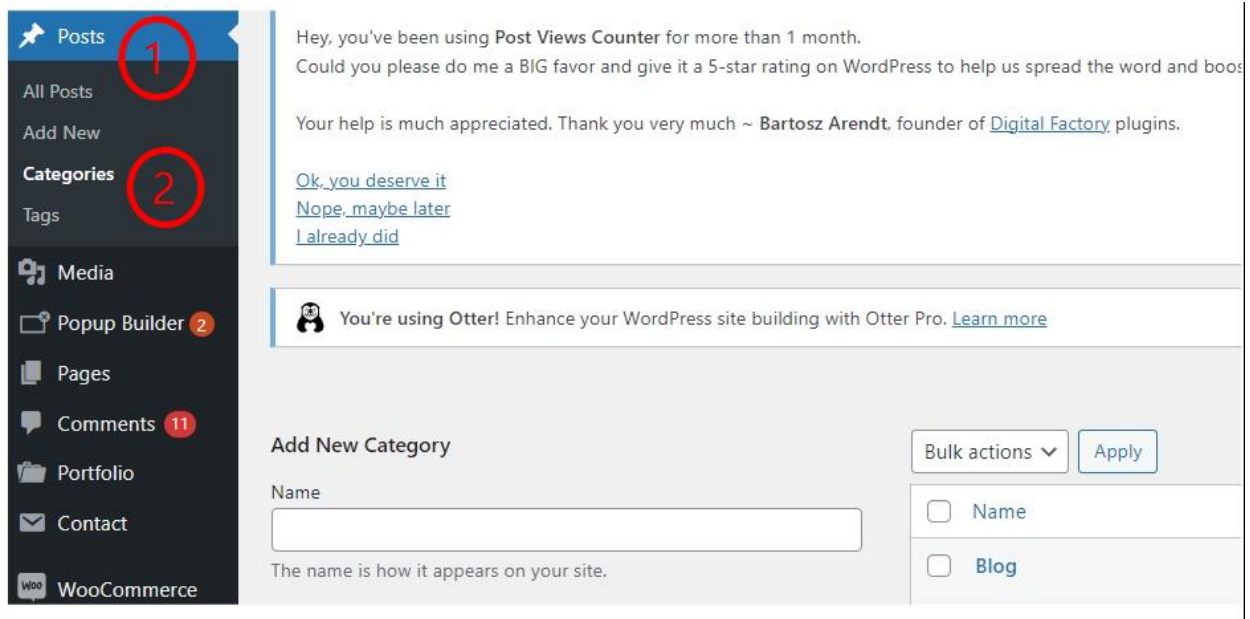 Posts
1
All Posts
Add New
Categories
2
Tags
Media
Popup Builder 2
Pages
Comments 11
Portfolio
Contact
Woo WooCommerce
Hey, you've been using Post Views Counter for more than 1 month.
Could you please do me a BIG favor and give it a 5-star rating on WordPress to help us spread the word and boos
Your help is much appreciated. Thank you very much ~ Bartosz Arendt, founder of Digital Factory plugins.
Ok, you deserve it
Nope, maybe later
I already did
You're using Otter! Enhance your WordPress site building with Otter Pro. Learn more
Add New Category
Name
The name is how it appears on your site.
Bulk actions
Apply
Name
Blog